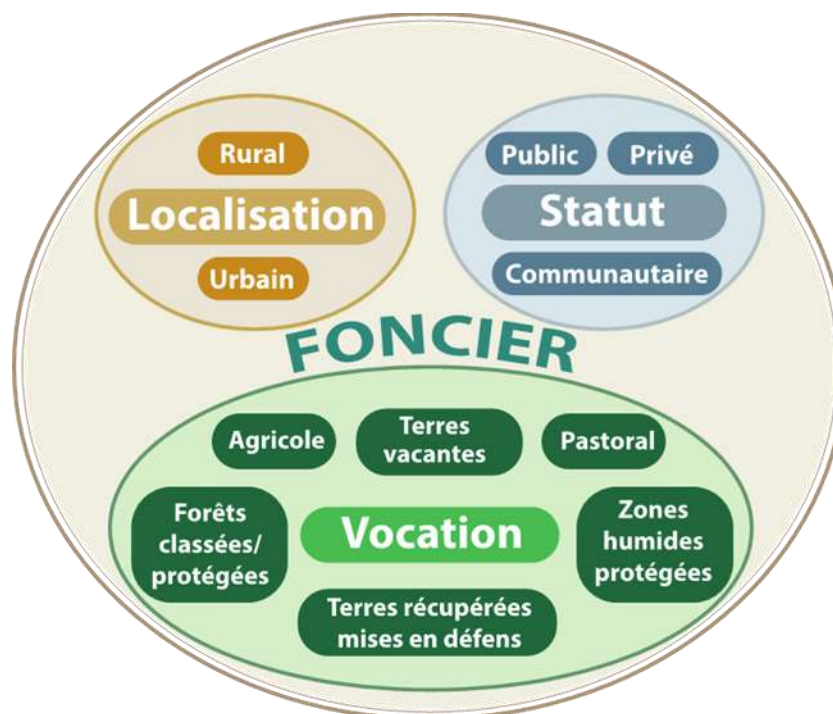 Rural
Localisation
Urbain
Public
Privé
Statut
Communautaire
FONCIER
Agricole
Terres
vacantes
Pastoral
Forêts
classées/
protégées
Vocation
Zones
humides
protégées
Terres récupérées
mises en défens